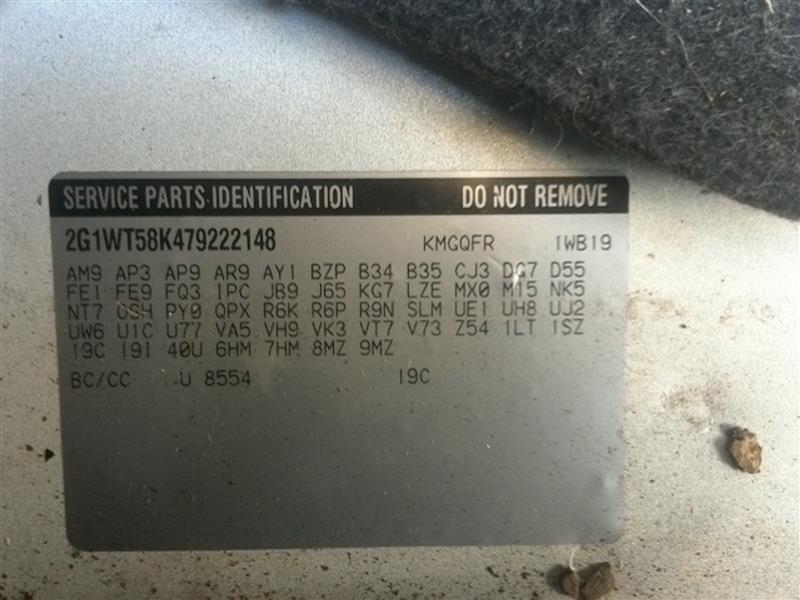 SERVICE PARTS IDENTIFICATION DO NOT REMOVE
2G1WT58K479222148 KMGQFR 1WB19
AM9 AP3 AP9 AR9 AY1 BZP B34 B35 CJ3 DG7 D55
FE1 FE9 FQ3 IPC JB9 J65 KG7 LZE MX0 M15 NK5
NT7 OSH PY0 QPX R6K R6P R9N SLM UE1 UH8 UJ2
UW6 U1C U77 VA5 VH9 VK3 VT7 V73 Z54 1LT 1SZ
19C 19I 40U 6HM 7HM 8MZ 9MZ
BC/CC -U 8554 19C